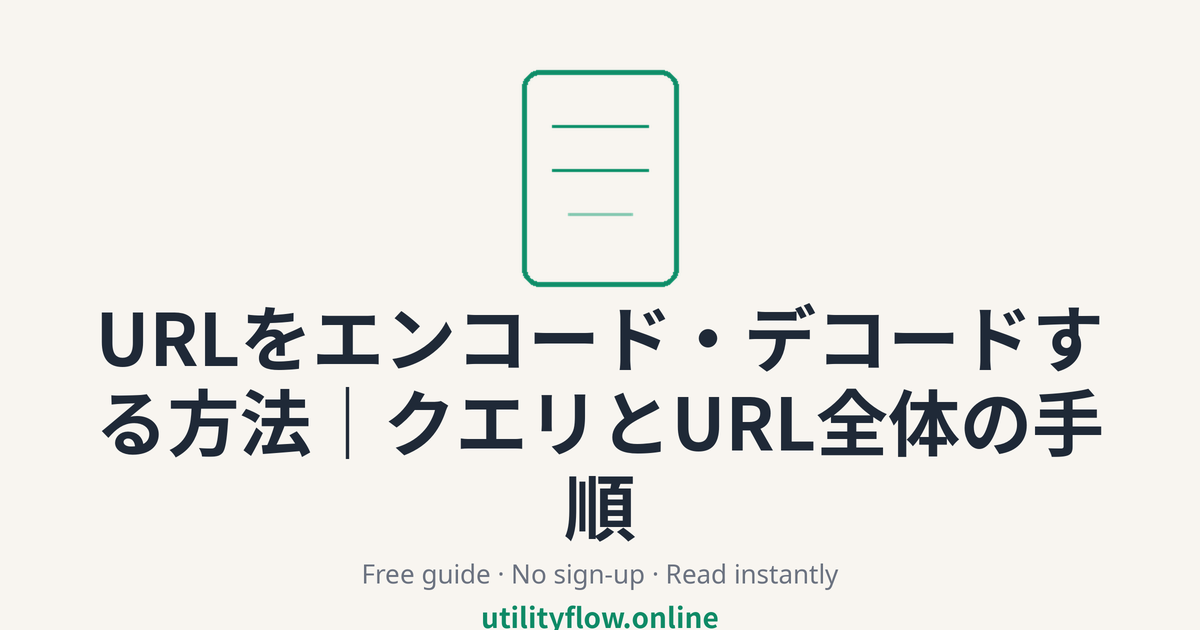 URLをエンコード・デコードす
る方法｜クエリとURL全体の手
順
Free guide · No sign-up · Read instantly
utilityflow.online